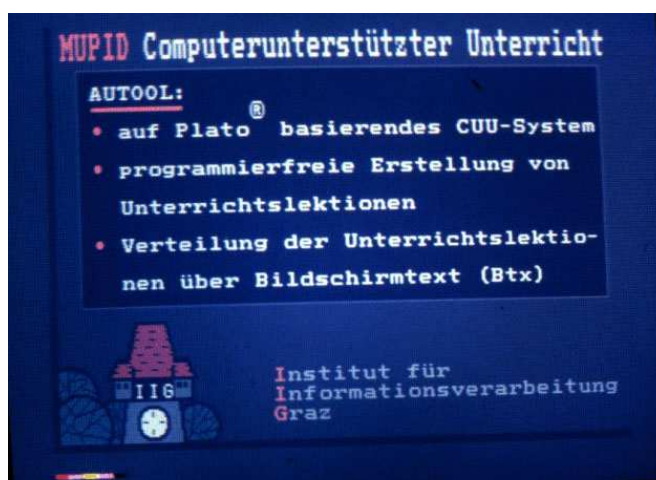 MUPID Computerunterstützter Unterricht
AUTOOL:
• auf Plato® basierendes CUU-System
• programmierfreie Erstellung von
Unterrichtslektionen
• Verteilung der Unterrichtslektio-
nen über Bildschirmtext (Btx)
IIG
Institut für
Informationsverarbeitung
Graz